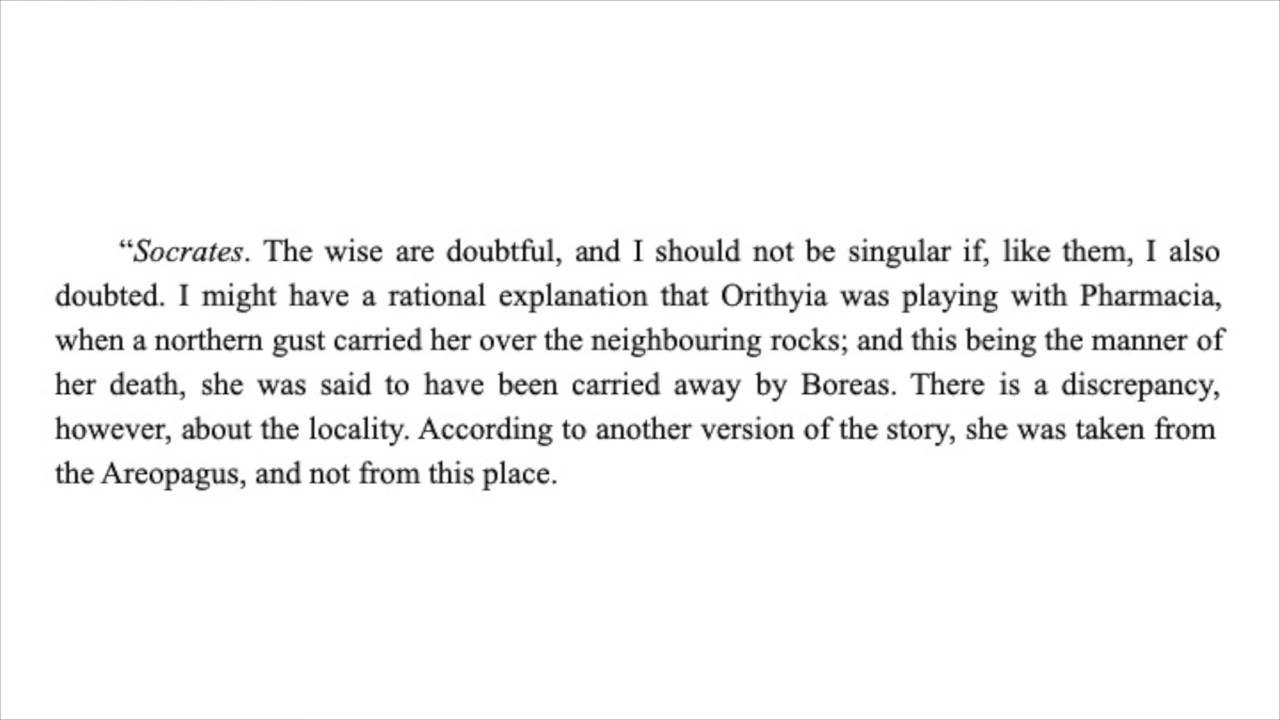 “Socrates. The wise are doubtful, and I should not be singular if, like them, I also
doubted. I might have a rational explanation that Orithyia was playing with Pharmacia,
when a northern gust carried her over the neighbouring rocks; and this being the manner of
her death, she was said to have been carried away by Boreas. There is a discrepancy,
however, about the locality. According to another version of the story, she was taken from
the Areopagus, and not from this place.